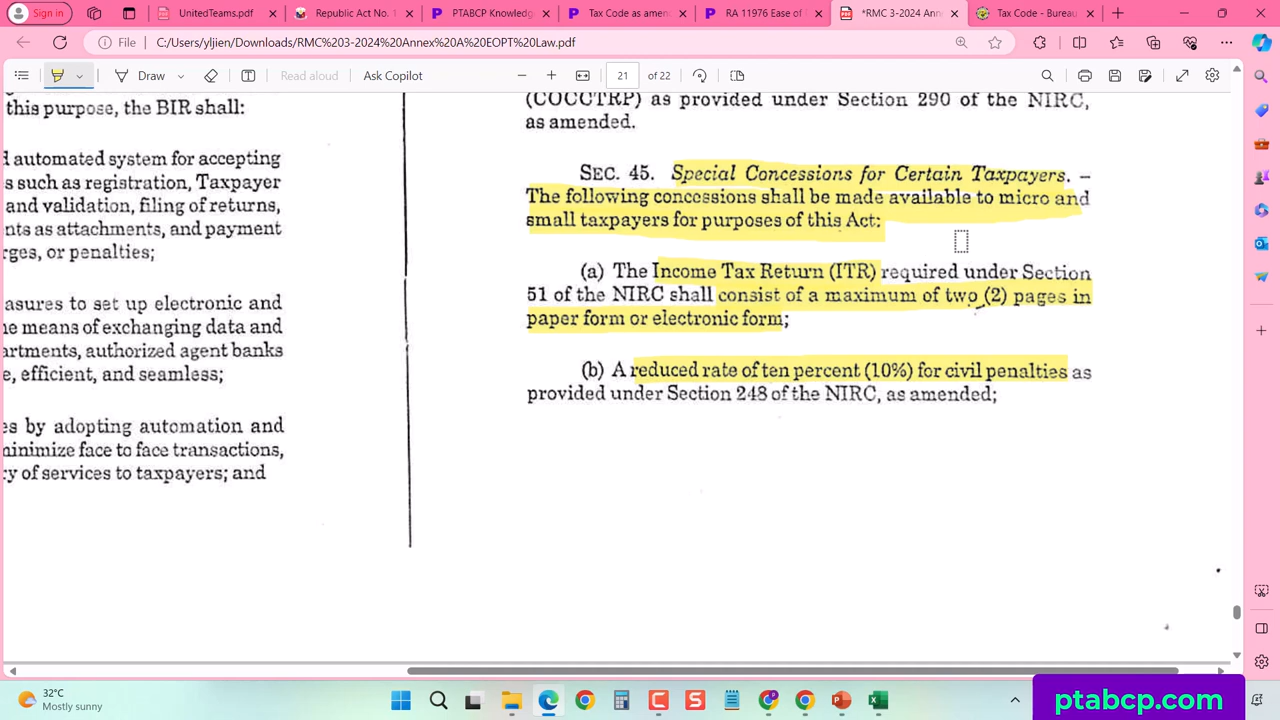 Sign in
UnitedTeams.pdf
Republic Act No. 1
PTABCP Knowledg
Tax Code as amen
RA 11976 Ease of
*RMC 3-2024 Ann
Tax Code - Bureau
File
C:/Users/yljien/Downloads/RMC%203-2024%20Annex%20A%20EOPT%20Law.pdf
Draw
Read aloud
Ask Copilot
21
of 22
this purpose, the BIR shall:
d automated system for accepting
s such as registration, Taxpayer
and validation, filing of returns,
nts as attachments, and payment
rges, or penalties;
asures to set up electronic and
e means of exchanging data and
artments, authorized agent banks
e, efficient, and seamless;
es by adopting automation and
minimize face to face transactions,
ry of services to taxpayers; and
(COCCTRP) as provided under Section 290 of the NIRC,
as amended.
SEC. 45. Special Concessions for Certain Taxpayers. –
The following concessions shall be made available to micro and
small taxpayers for purposes of this Act:
(a) The Income Tax Return (ITR) required under Section
51 of the NIRC shall consist of a maximum of two (2) pages in
paper form or electronic form;
(b) A reduced rate of ten percent (10%) for civil penalties as
provided under Section 248 of the NIRC, as amended;
32°C
Mostly sunny
ptabcp.com